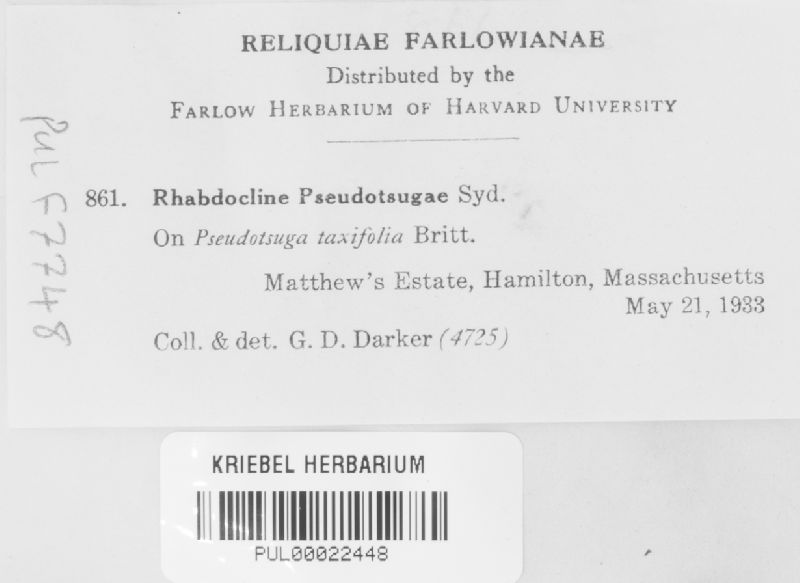 RELIQUIAE FARLOWIANAE
Distributed by the
FARLOW HERBARIUM OF HARVARD UNIVERSITY
861. Rhabdocline Pseudotsugae Syd.
On Pseudotsuga taxifolia Britt.
Matthew's Estate, Hamilton, Massachusetts
May 21, 1933
Coll. & det. G. D. Darker (4725)
PUL F7748
KRIEBEL HERBARIUM
PUL00022448